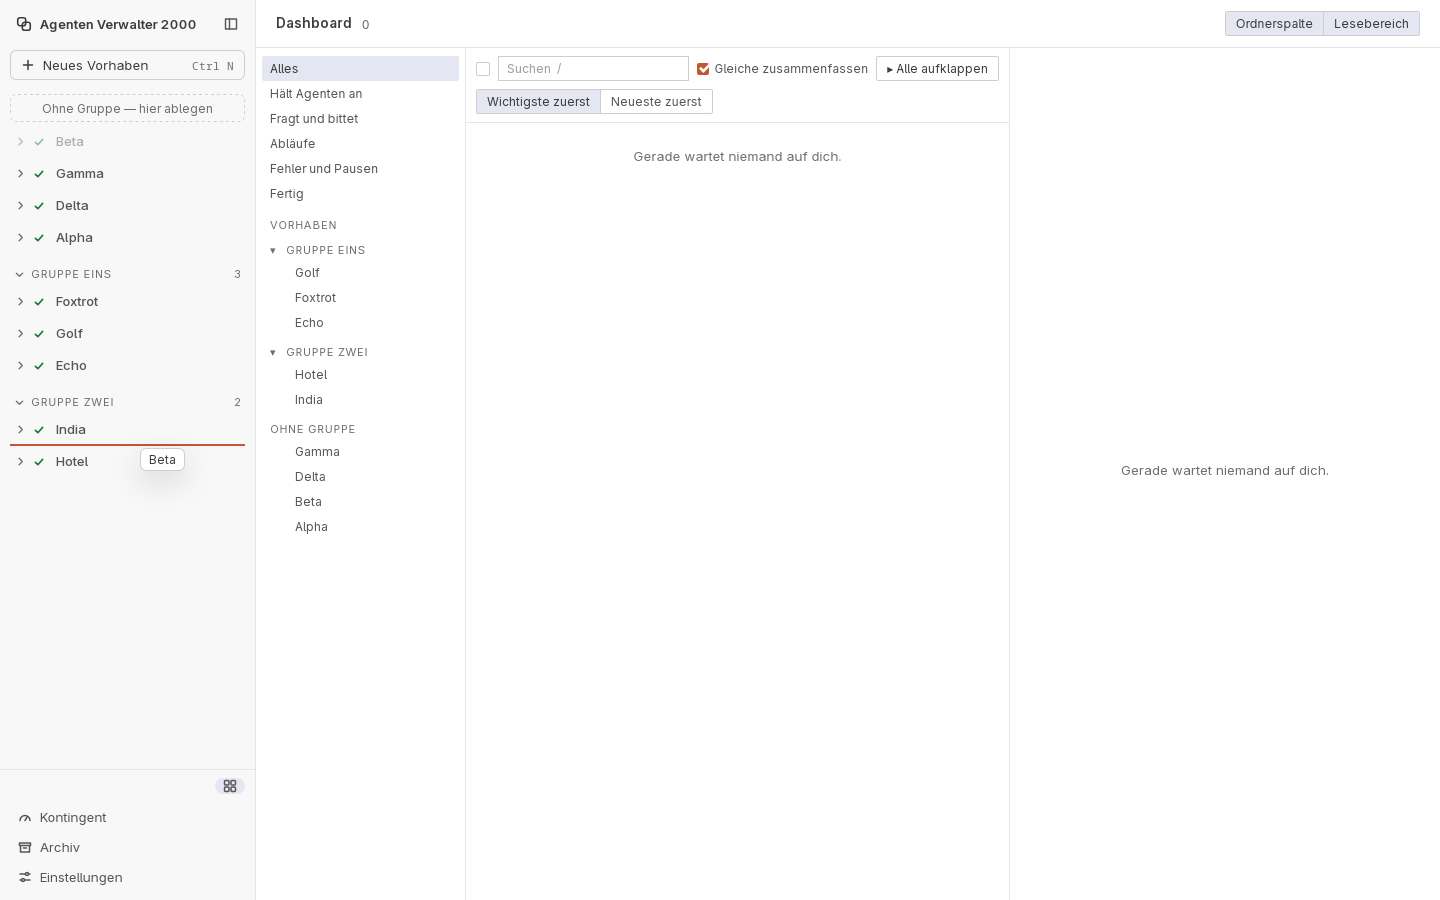 Agenten Verwalter 2000
Neues Vorhaben Ctrl N
Ohne Gruppe — hier ablegen
Beta
Gamma
Delta
Alpha
GRUPPE EINS 3
Foxtrot
Golf
Echo
GRUPPE ZWEI 2
India
Hotel
Beta
Kontingent
Archiv
Einstellungen
Dashboard 0
Ordnerspalte Lesebereich
Alles
Hält Agenten an
Fragt und bittet
Abläufe
Fehler und Pausen
Fertig
VORHABEN
GRUPPE EINS
Golf
Foxtrot
Echo
GRUPPE ZWEI
Hotel
India
OHNE GRUPPE
Gamma
Delta
Beta
Alpha
Suchen / Gleiche zusammenfassen ▸ Alle aufklappen
Wichtigste zuerst Neueste zuerst
Gerade wartet niemand auf dich.
Gerade wartet niemand auf dich.